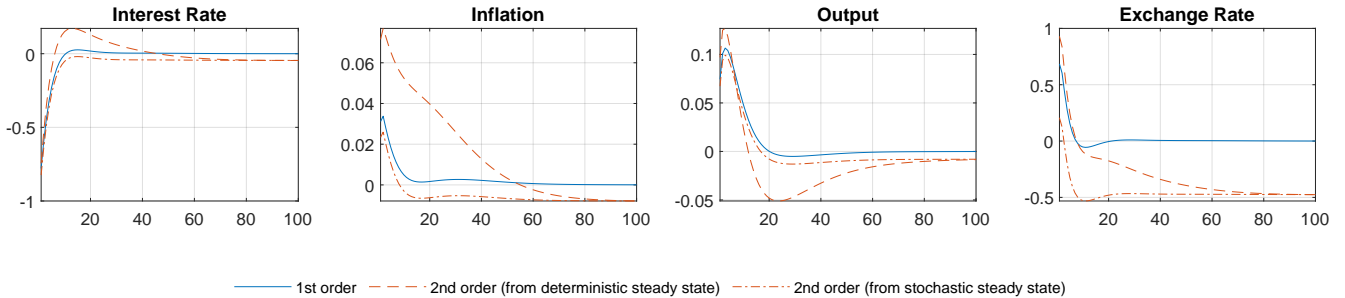 Interest Rate
0
-0.5
-1
20 40 60 80 100
Inflation
0.06
0.04
0.02
0
20 40 60 80 100
Output
0.1
0.05
0
-0.05
20 40 60 80 100
Exchange Rate
1
0.5
0
-0.5
20 40 60 80 100
1st order 2nd order (from deterministic steady state) 2nd order (from stochastic steady state)